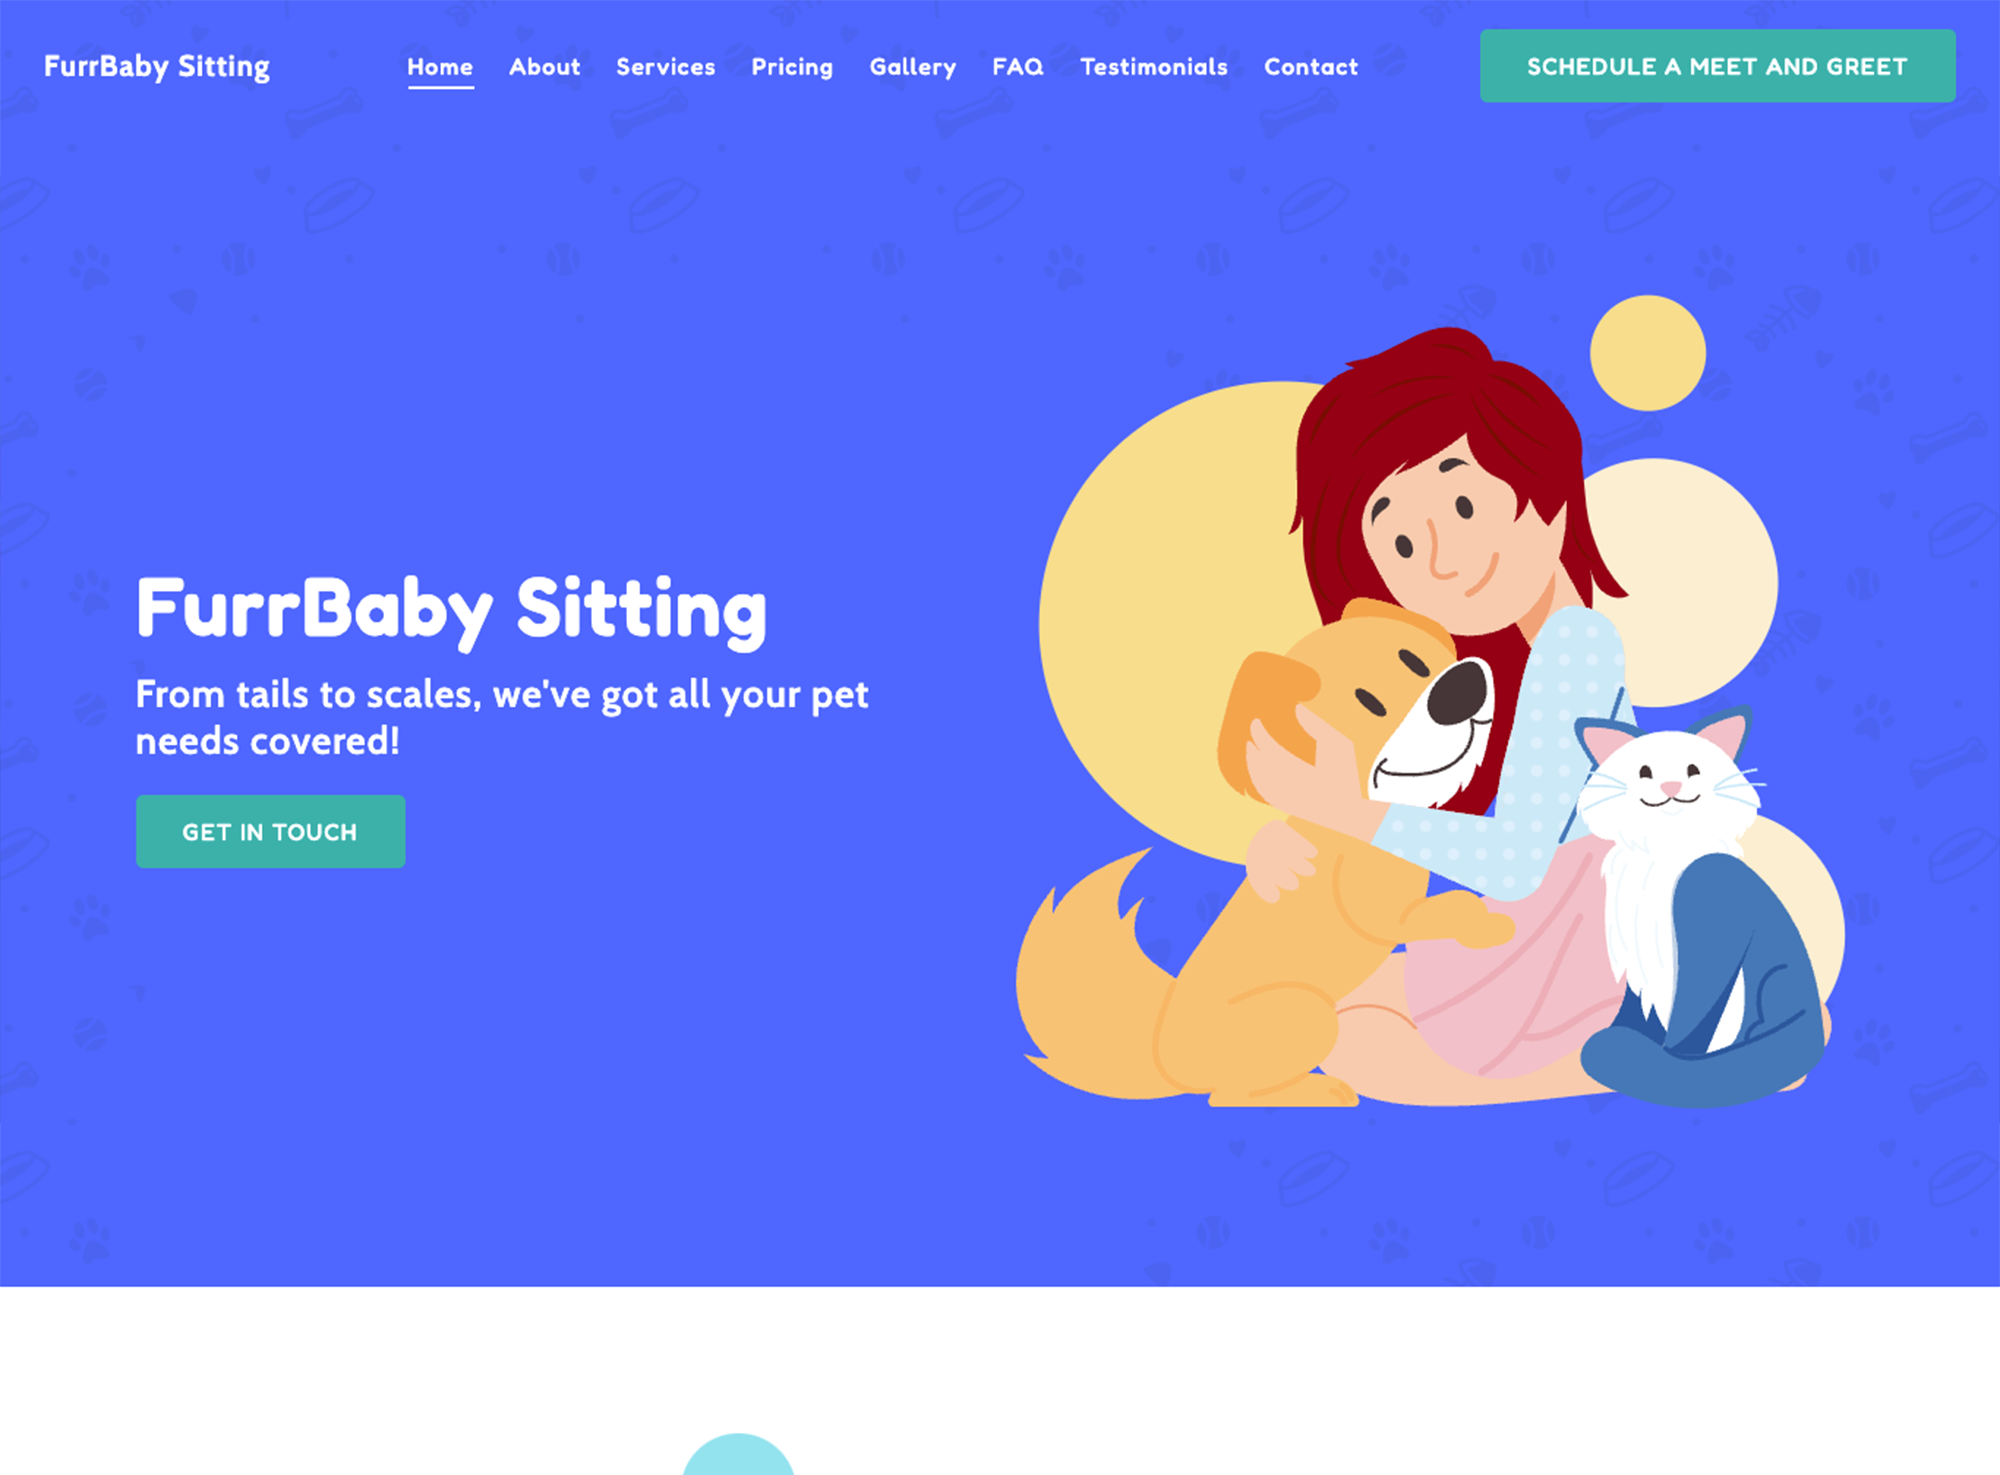 FurrBaby Sitting
Home About Services Pricing Gallery FAQ Testimonials Contact
SCHEDULE A MEET AND GREET
FurrBaby Sitting
From tails to scales, we've got all your pet
needs covered!
GET IN TOUCH